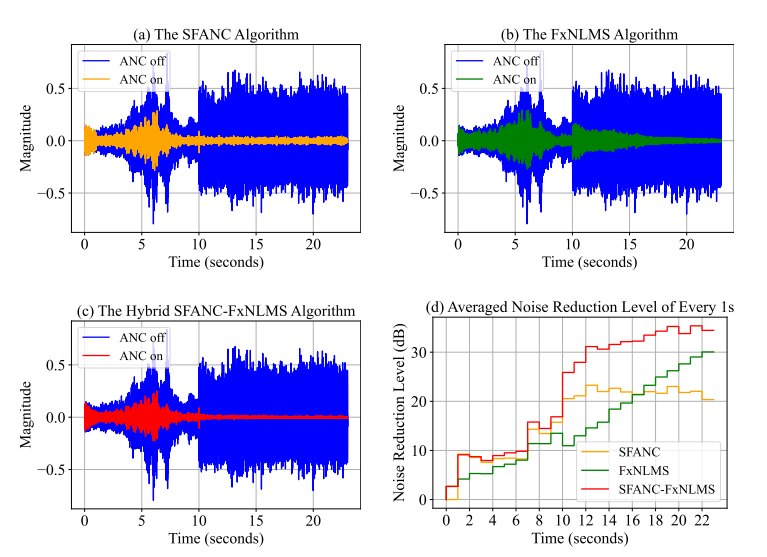 (a) The SFANC Algorithm
ANC off
ANC on
Magnitude
0.5
0.0
−0.5
0 5 10 15 20
Time (seconds)
(b) The FxNLMS Algorithm
ANC off
ANC on
Magnitude
0.5
0.0
−0.5
0 5 10 15 20
Time (seconds)
(c) The Hybrid SFANC-FxNLMS Algorithm
ANC off
ANC on
Magnitude
0.5
0.0
−0.5
0 5 10 15 20
Time (seconds)
(d) Averaged Noise Reduction Level of Every 1s
Noise Reduction Level (dB)
30
20
10
0
SFANC
FxNLMS
SFANC-FxNLMS
0 2 4 6 8 10 12 14 16 18 20 22
Time (seconds)